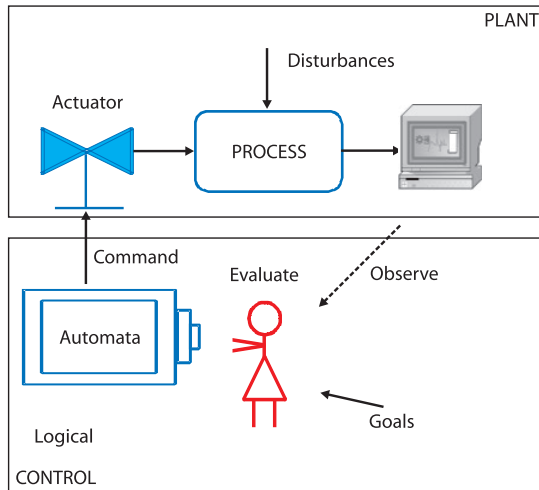 PLANT
Disturbances
Actuator
PROCESS
Command
Evaluate
Observe
Automata
Goals
Logical
CONTROL